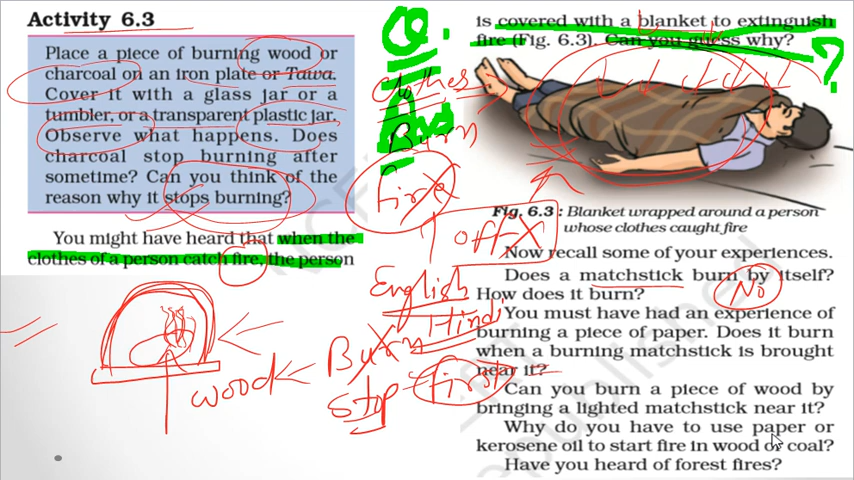 Activity 6.3
Place a piece of burning wood or
charcoal on an iron plate or Tawa.
Cover it with a glass jar or a
tumbler, or a transparent plastic jar.
Observe what happens. Does
charcoal stop burning after
sometime? Can you think of the
reason why it stops burning?
You might have heard that when the
clothes of a person catch fire, the person
wood
Q.
Clothes
Burn
Fire
off
English
Hindi
Burn
Stop
First
is covered with a blanket to extinguish
fire (Fig. 6.3). Can you guess why?
?
Fig. 6.3 : Blanket wrapped around a person
whose clothes caught fire
Now recall some of your experiences.
Does a matchstick burn by itself?
How does it burn?
No
You must have had an experience of
burning a piece of paper. Does it burn
when a burning matchstick is brought
near it?
Can you burn a piece of wood by
bringing a lighted matchstick near it?
Why do you have to use paper or
kerosene oil to start fire in wood or coal?
Have you heard of forest fires?